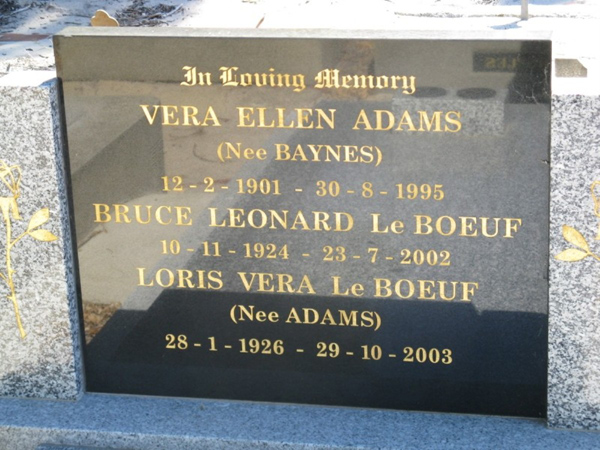 In Loving Memory
VERA ELLEN ADAMS
(Nee BAYNES)
12 - 2 - 1901 - 30 - 8 - 1995
BRUCE LEONARD Le BOEUF
10 - 11 - 1924 - 23 - 7 - 2002
LORIS VERA Le BOEUF
(Nee ADAMS)
28 - 1 - 1926 - 29 - 10 - 2003